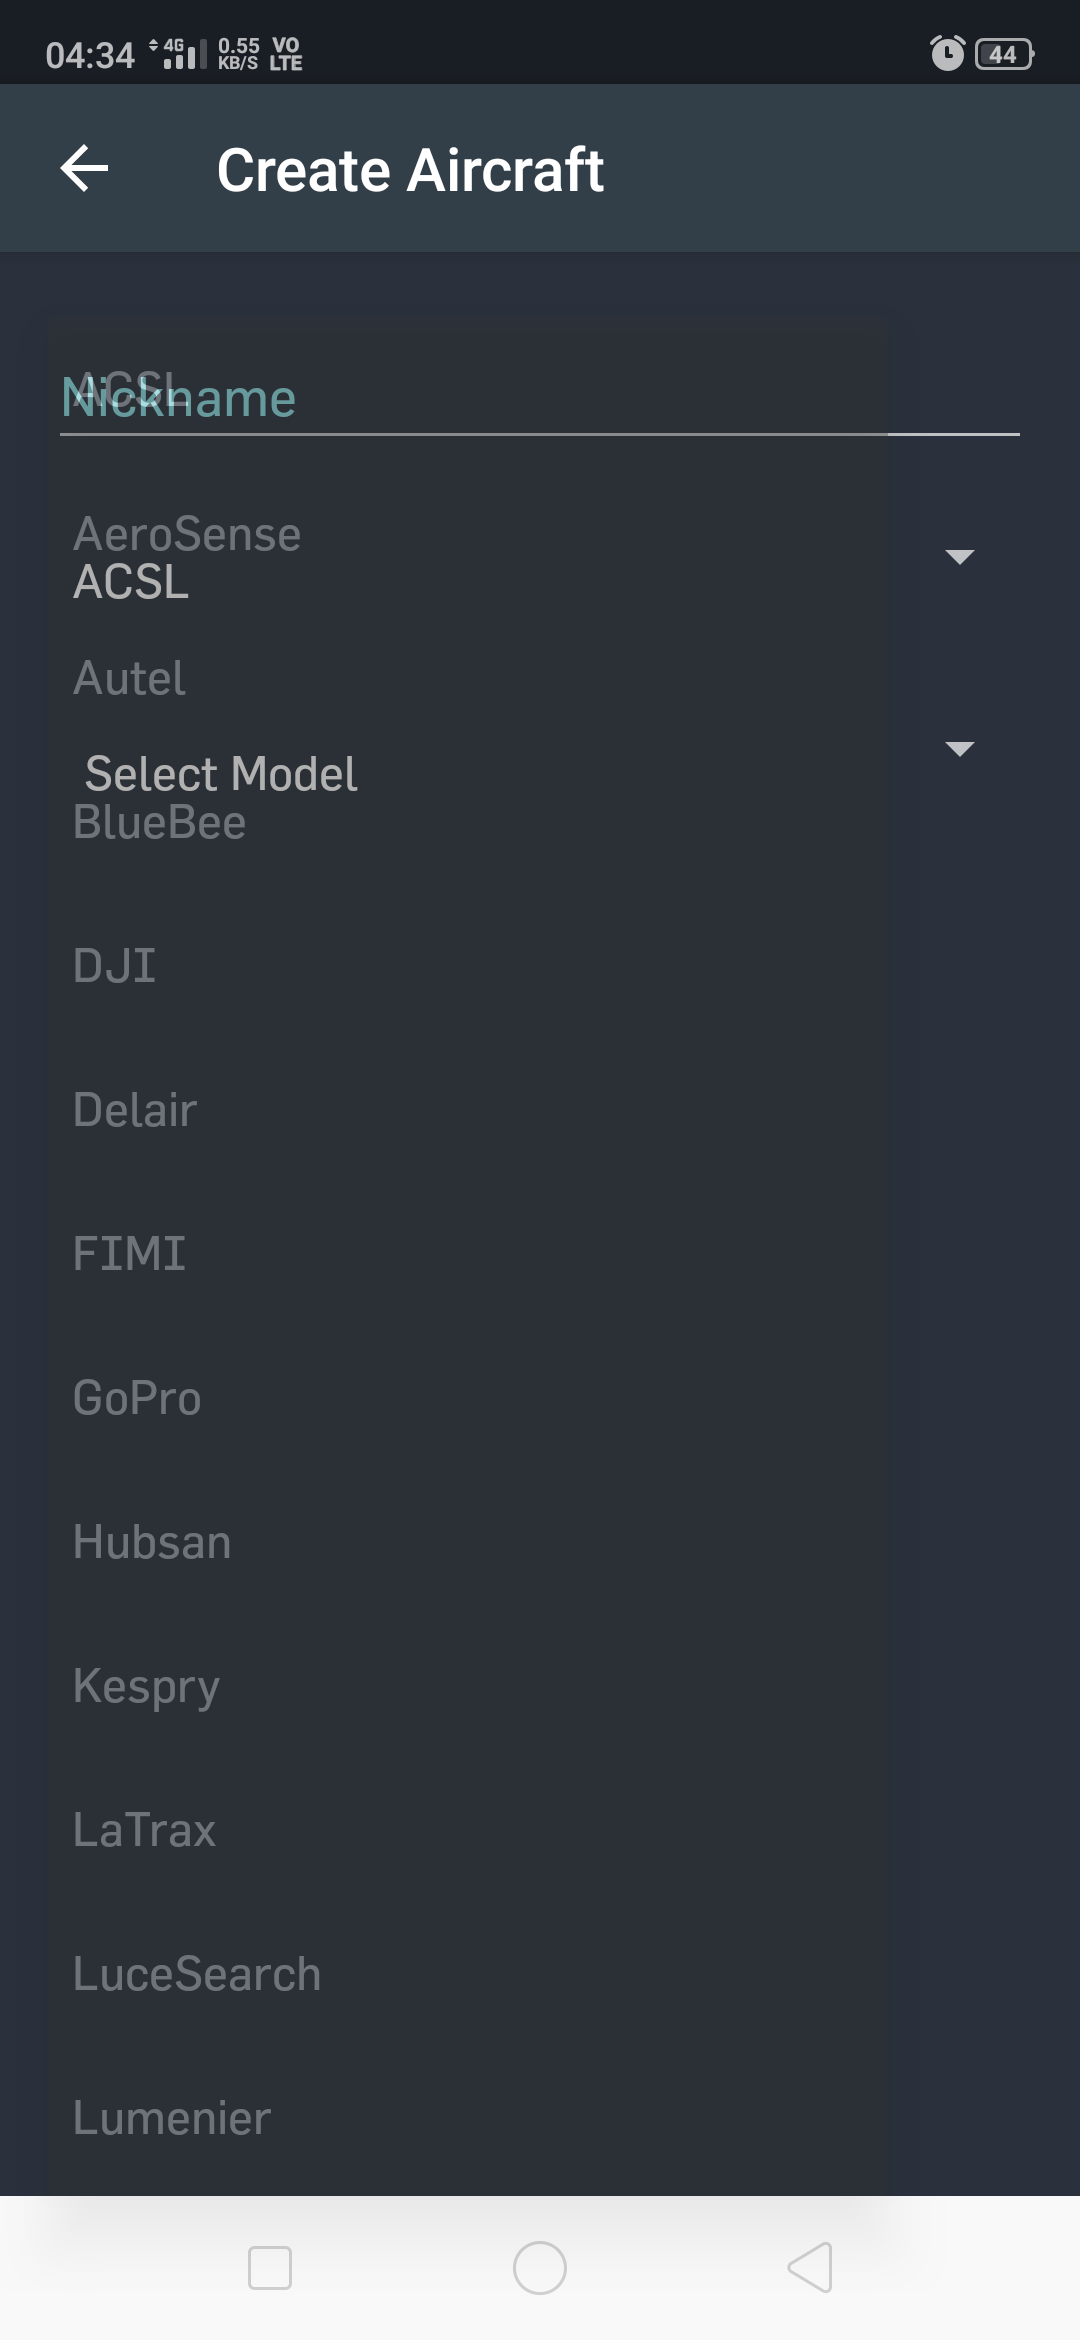 04:34 4G 0.55 KB/S VO LTE 44
Create Aircraft
ACSL
Nickname
AeroSense
ACSL
Autel
Select Model
BlueBee
DJI
Delair
FIMI
GoPro
Hubsan
Kespry
LaTrax
LuceSearch
Lumenier